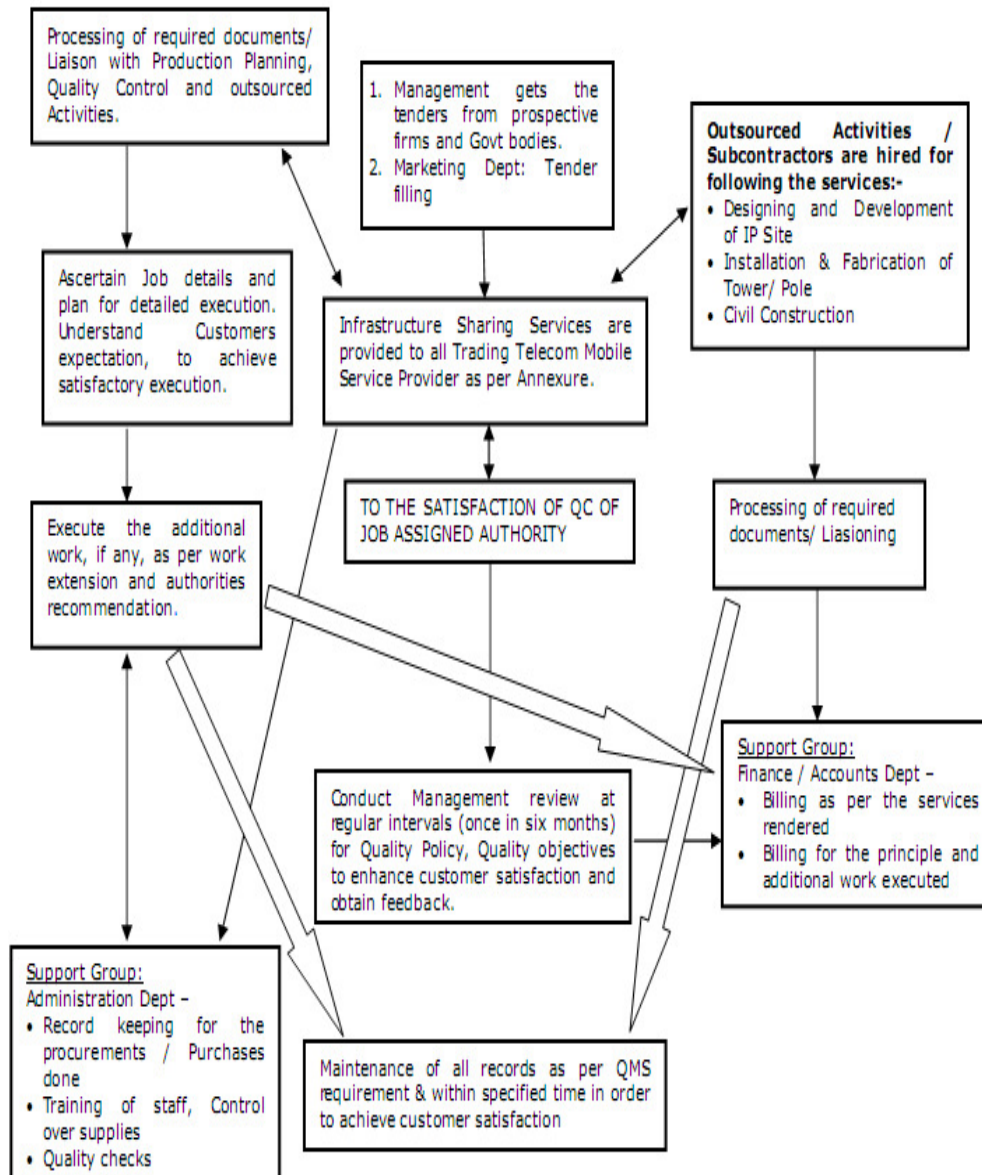 Processing of required documents/
Liaison with Production Planning,
Quality Control and outsourced
Activities.
1. Management gets the
tenders from prospective
firms and Govt bodies.
2. Marketing Dept: Tender
filling
Outsourced Activities /
Subcontractors are hired for
following the services:-
• Designing and Development
of IP Site
• Installation & Fabrication of
Tower/ Pole
• Civil Construction
Ascertain Job details and
plan for detailed execution.
Understand Customers
expectation, to achieve
satisfactory execution.
Infrastructure Sharing Services are
provided to all Trading Telecom Mobile
Service Provider as per Annexure.
Execute the additional
work, if any, as per work
extension and authorities
recommendation.
TO THE SATISFACTION OF QC OF
JOB ASSIGNED AUTHORITY
Processing of required
documents/ Liasioning
Conduct Management review at
regular intervals (once in six months)
for Quality Policy, Quality objectives
to enhance customer satisfaction and
obtain feedback.
Support Group:
Finance / Accounts Dept –
• Billing as per the services
rendered
• Billing for the principle and
additional work executed
Support Group:
Administration Dept –
• Record keeping for the
procurements / Purchases
done
• Training of staff, Control
over supplies
• Quality checks
Maintenance of all records as per QMS
requirement & within specified time in order
to achieve customer satisfaction